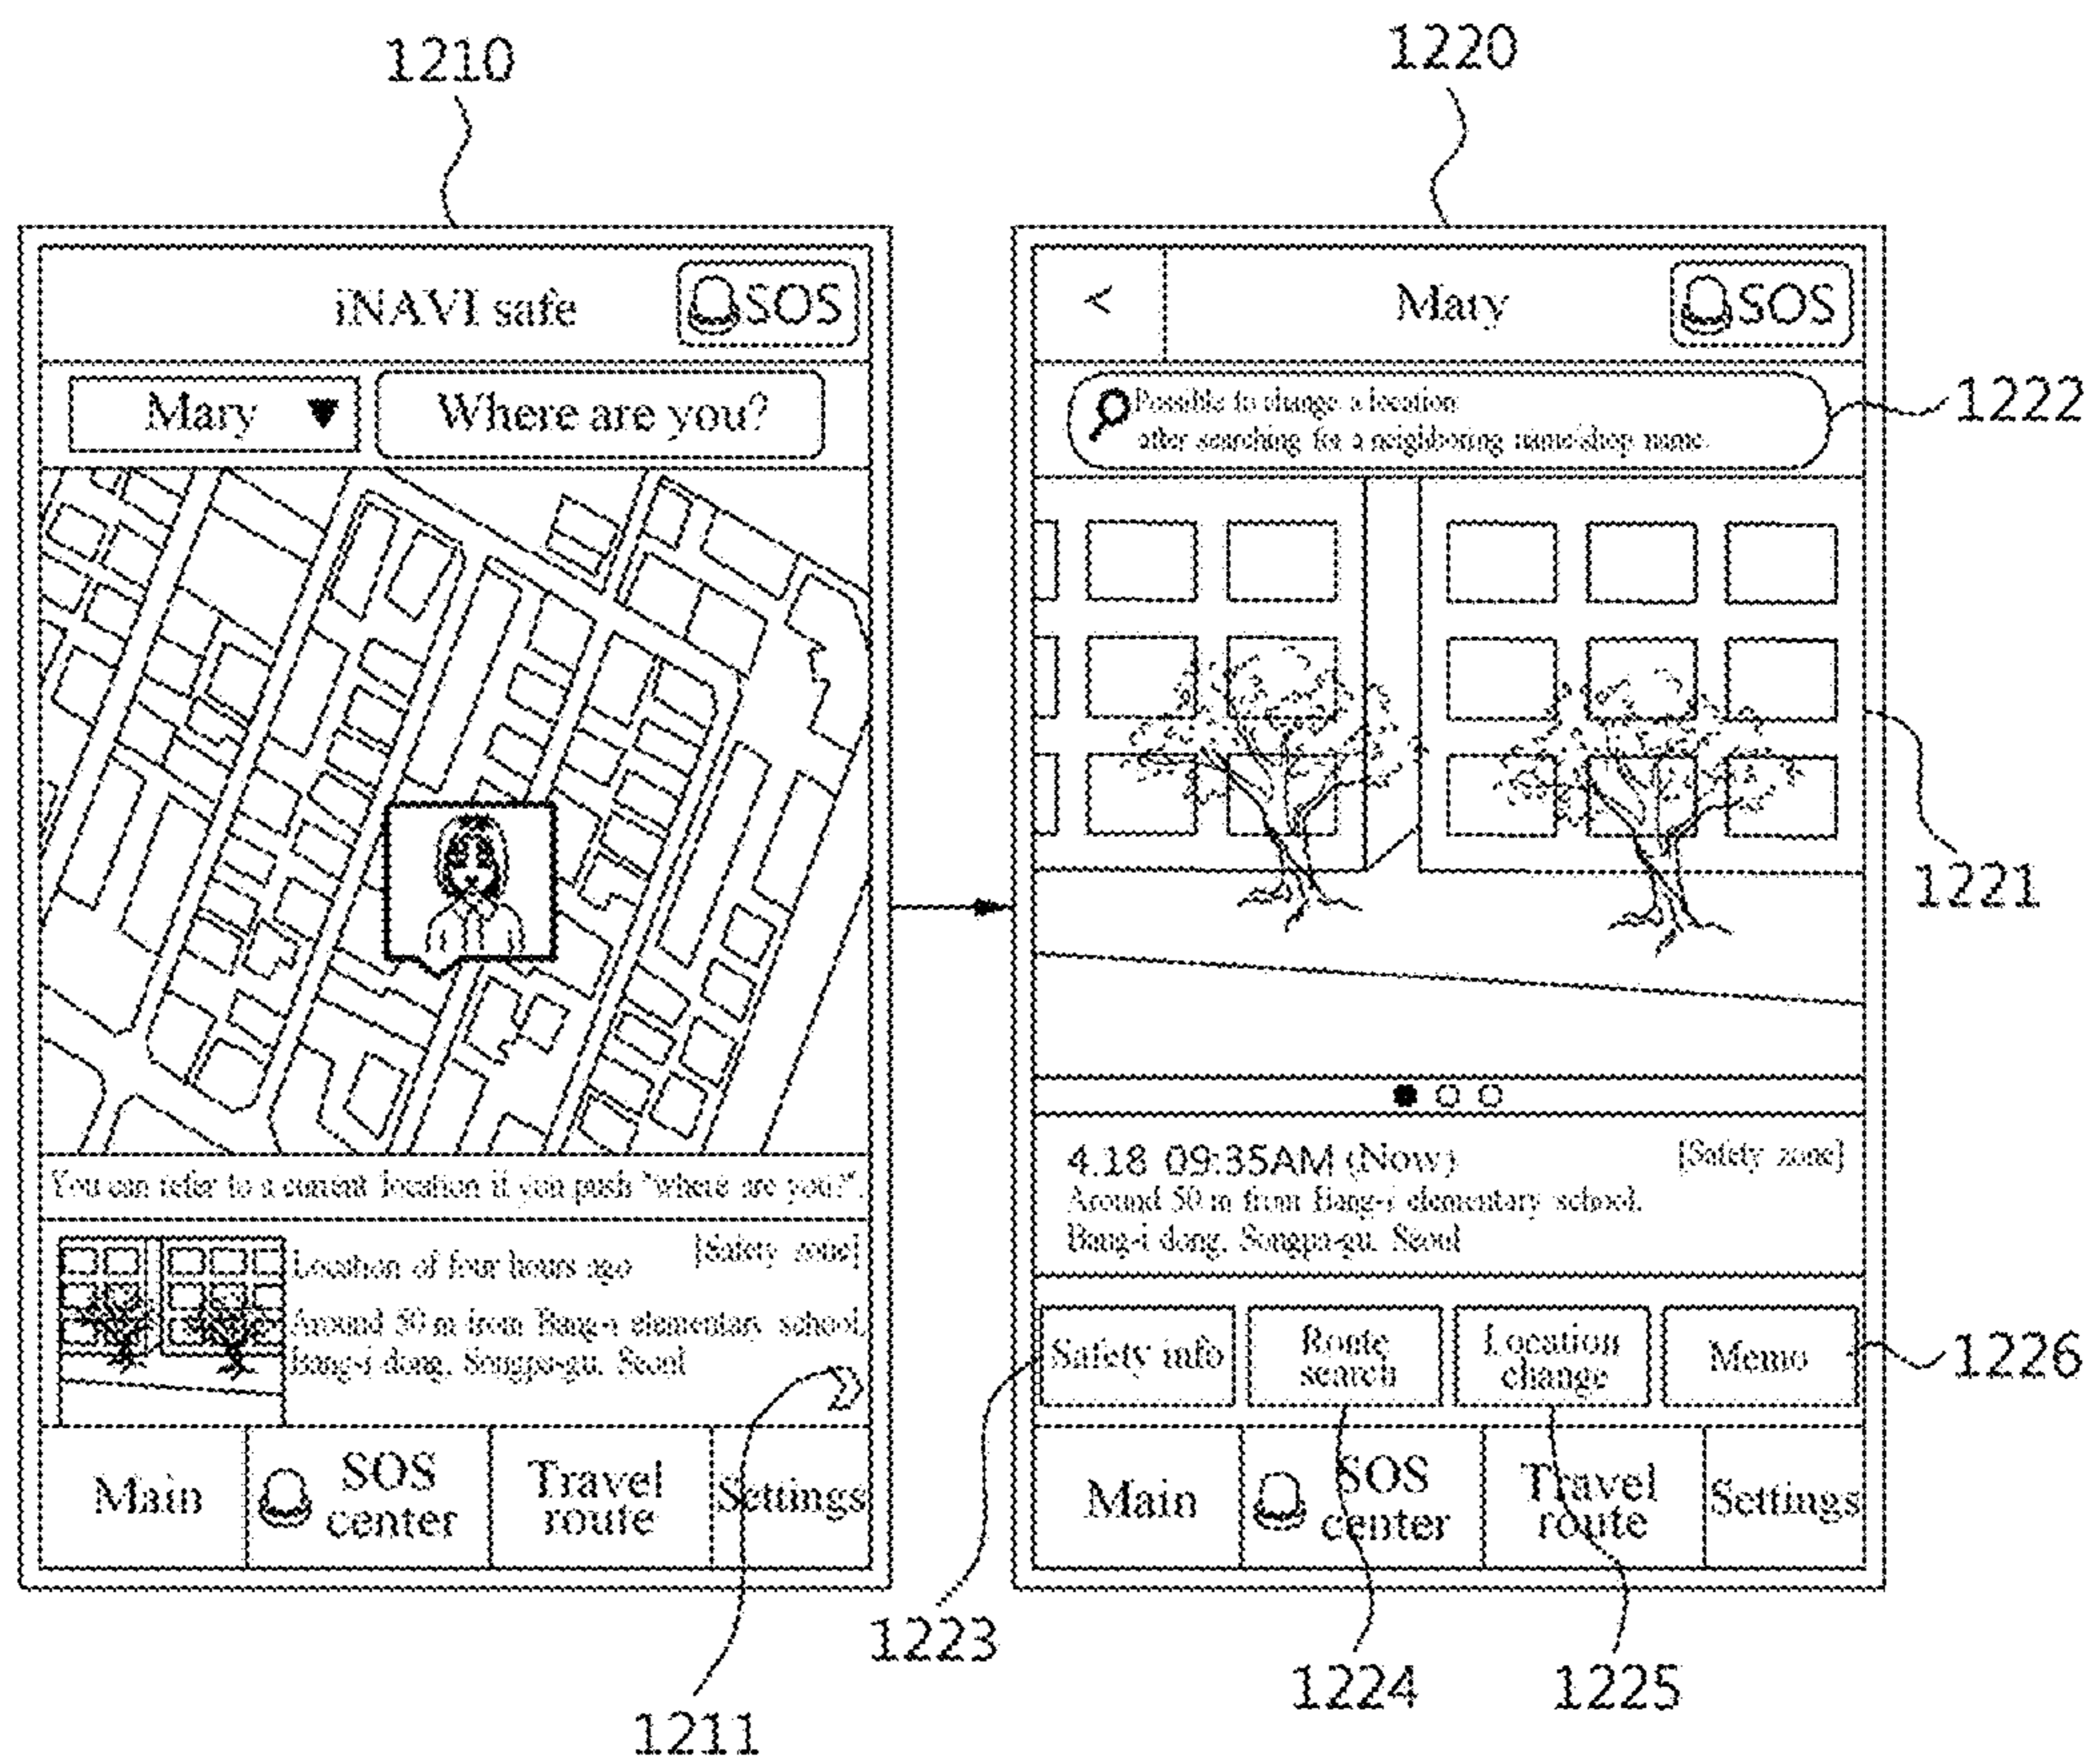 1210
1220
iNAVI safe
SOS
Mary
Where are you?
You can refer to a current location if you push "where are you?".
Location of four hours ago
[Safety zone]
Around 50 m from Bang-i elementary school,
Bang-i dong, Songpa-gu, Seoul
Main
SOS
center
Travel
route
Settings
1211
<
Mary
SOS
Possible to change a location
after searching for a neighboring name/shop name.
1222
1221
4.18 09:35AM (Now)
[Safety zone]
Around 50 m from Bang-i elementary school,
Bang-i dong, Songpa-gu, Seoul
Safety info
Route
search
Location
change
Memo
1226
Main
SOS
center
Travel
route
Settings
1223
1224
1225